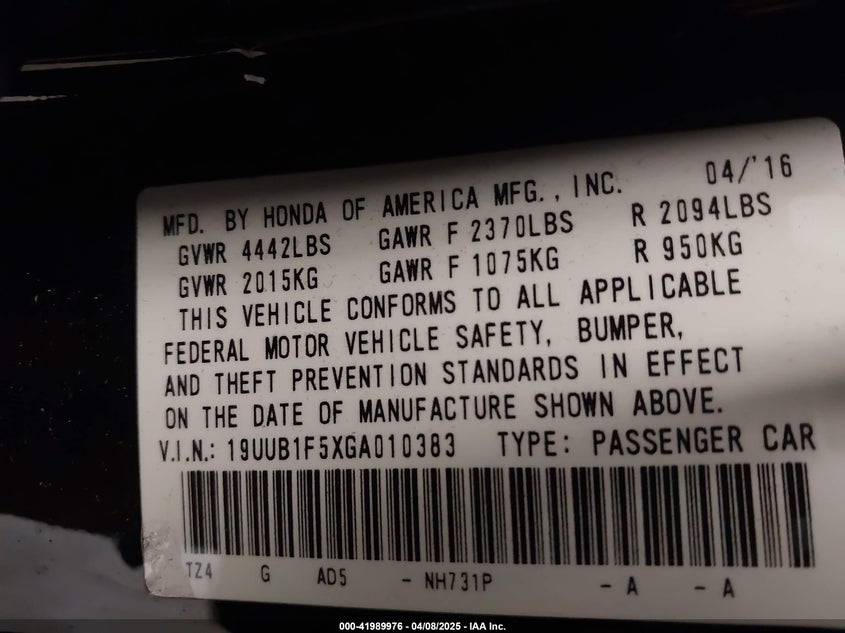 MFD. BY HONDA OF AMERICA MFG., INC. 04/'16
GVWR 4442LBS GAWR F 2370LBS R 2094LBS
GVWR 2015KG GAWR F 1075KG R 950KG
THIS VEHICLE CONFORMS TO ALL APPLICABLE
FEDERAL MOTOR VEHICLE SAFETY, BUMPER,
AND THEFT PREVENTION STANDARDS IN EFFECT
ON THE DATE OF MANUFACTURE SHOWN ABOVE.
V.I.N.: 19UUB1F5XGA010383 TYPE: PASSENGER CAR
TZ4 G AD5 - NH731P - A - A
000-41989976 - 04/08/2025 - IAA Inc.